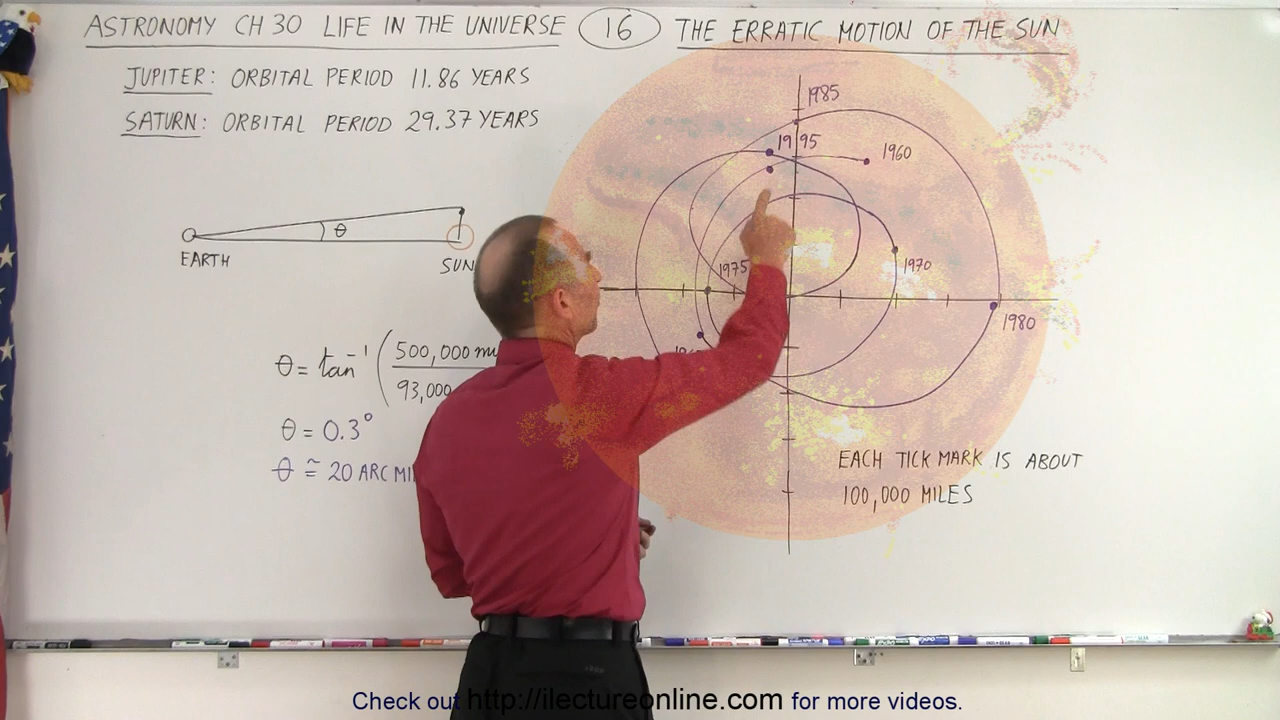 ASTRONOMY CH 30 LIFE IN THE UNIVERSE 16 THE ERRATIC MOTION OF THE SUN
JUPITER: ORBITAL PERIOD 11.86 YEARS
SATURN: ORBITAL PERIOD 29.37 YEARS
θ
EARTH
SUN
θ = tan⁻¹ ( 500,000
93,000
θ = 0.3°
θ ≅ 20 ARC
1985
1995
1960
1975
1970
1980
EACH TICK MARK IS ABOUT
100,000 MILES
Check out http://ilectureonline.com for more videos.